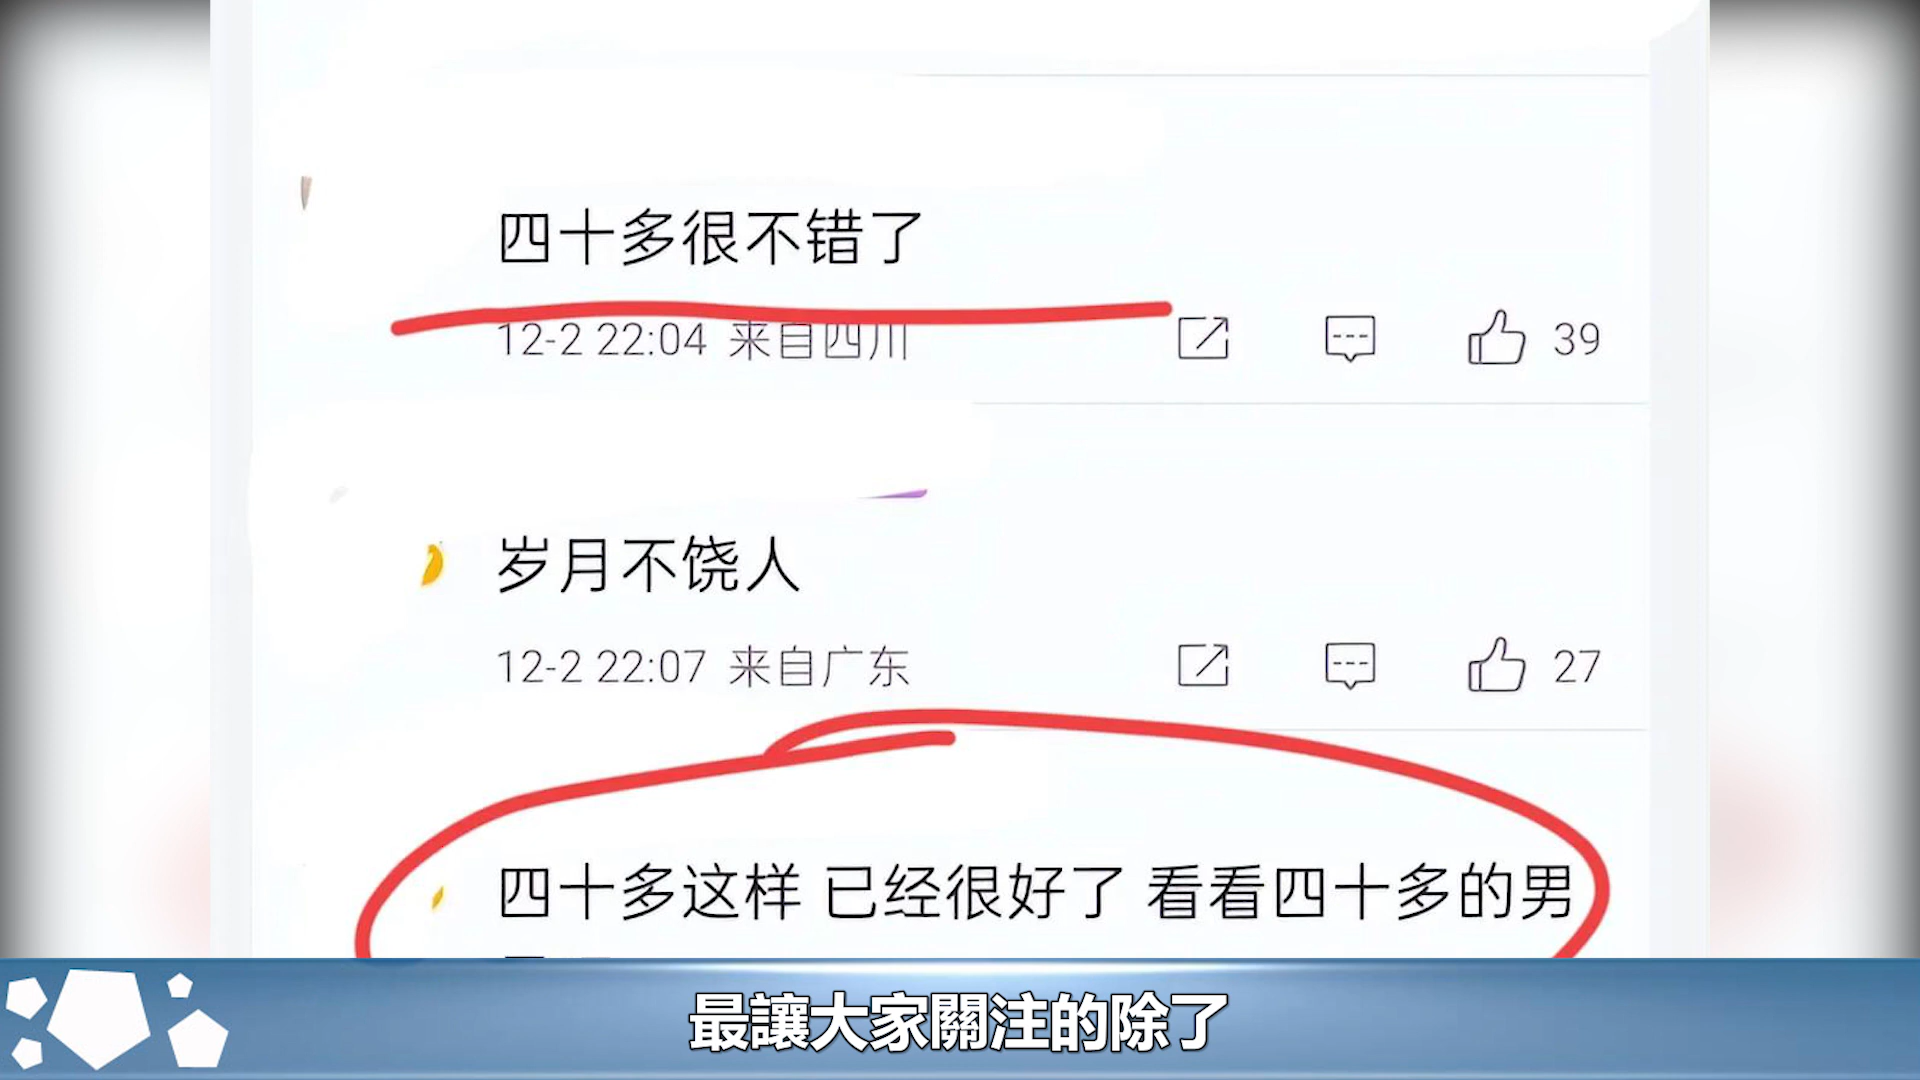 四十多很不错了
12-2 22:04 来自四川
39
岁月不饶人
12-2 22:07 来自广东
27
四十多这样 已经很好了 看看四十多的男
最讓大家關注的除了